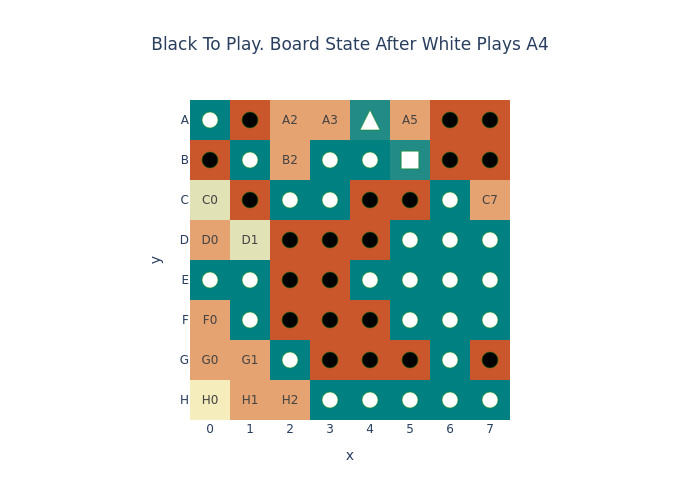 Black To Play. Board State After White Plays A4
A A2 A3 A5
B B2
C C0 C7
D D0 D1
E
F F0
G G0 G1
H H0 H1 H2
0 1 2 3 4 5 6 7
x
y